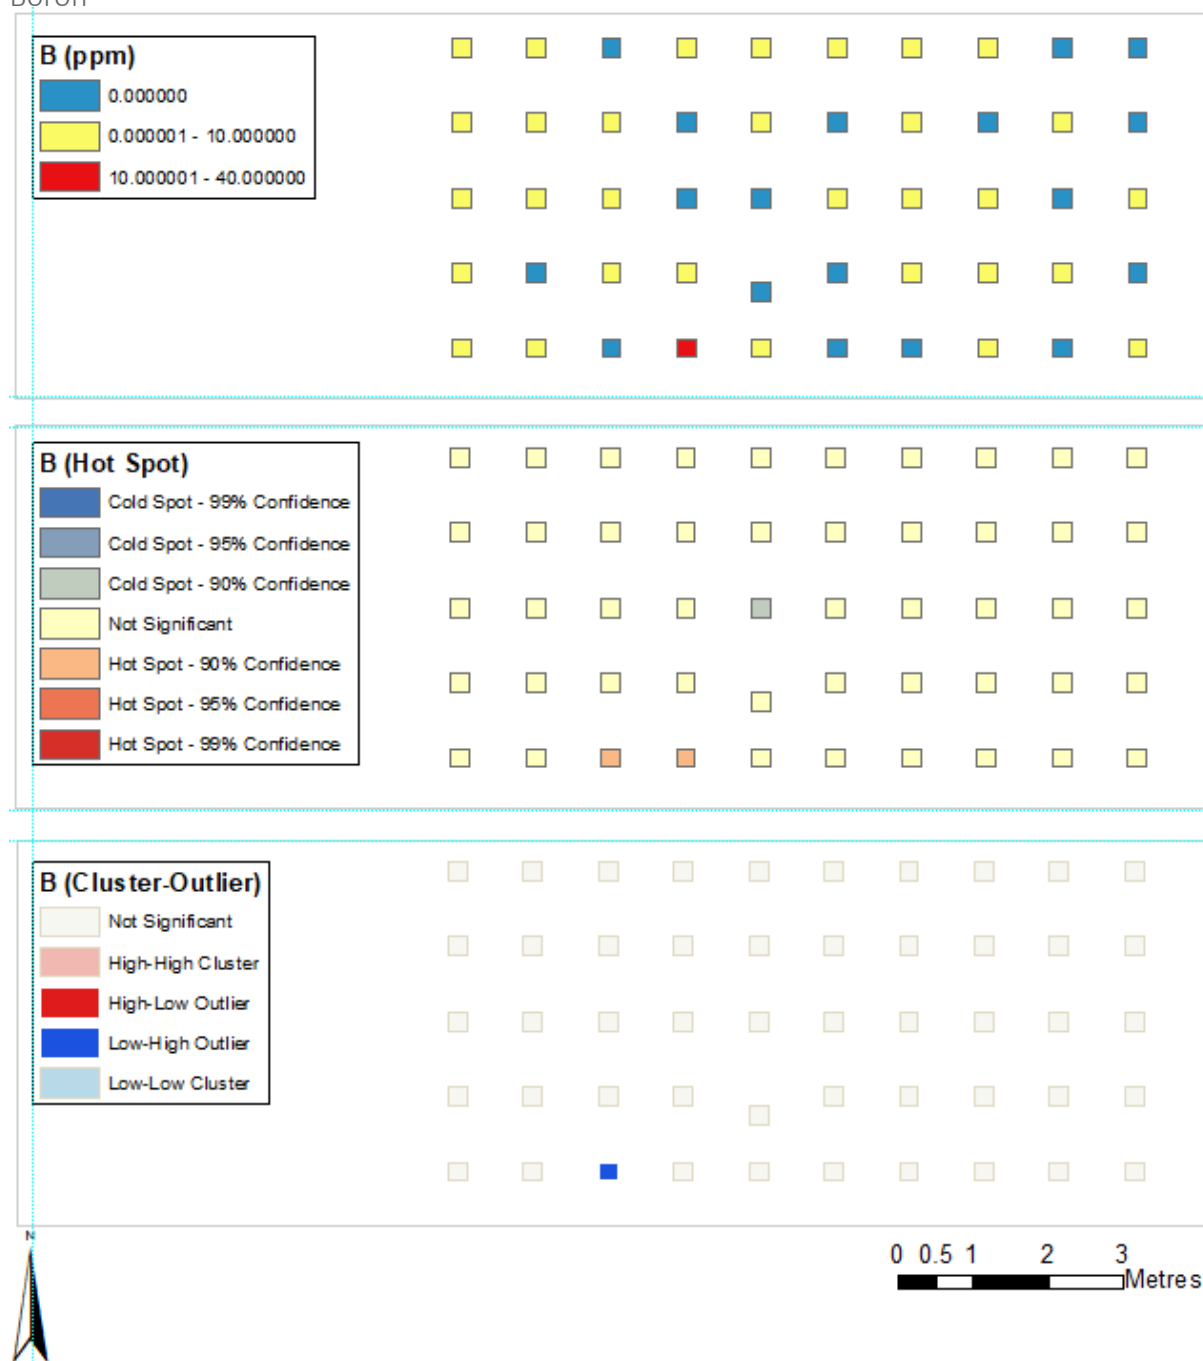 Boron
B (ppm)
0.000000
0.000001 - 10.000000
10.000001 - 40.000000
B (Hot Spot)
Cold Spot - 99% Confidence
Cold Spot - 95% Confidence
Cold Spot - 90% Confidence
Not Significant
Hot Spot - 90% Confidence
Hot Spot - 95% Confidence
Hot Spot - 99% Confidence
B (Cluster-Outlier)
Not Significant
High-High Cluster
High-Low Outlier
Low-High Outlier
Low-Low Cluster
N
0 0.5 1 2 3
Metres